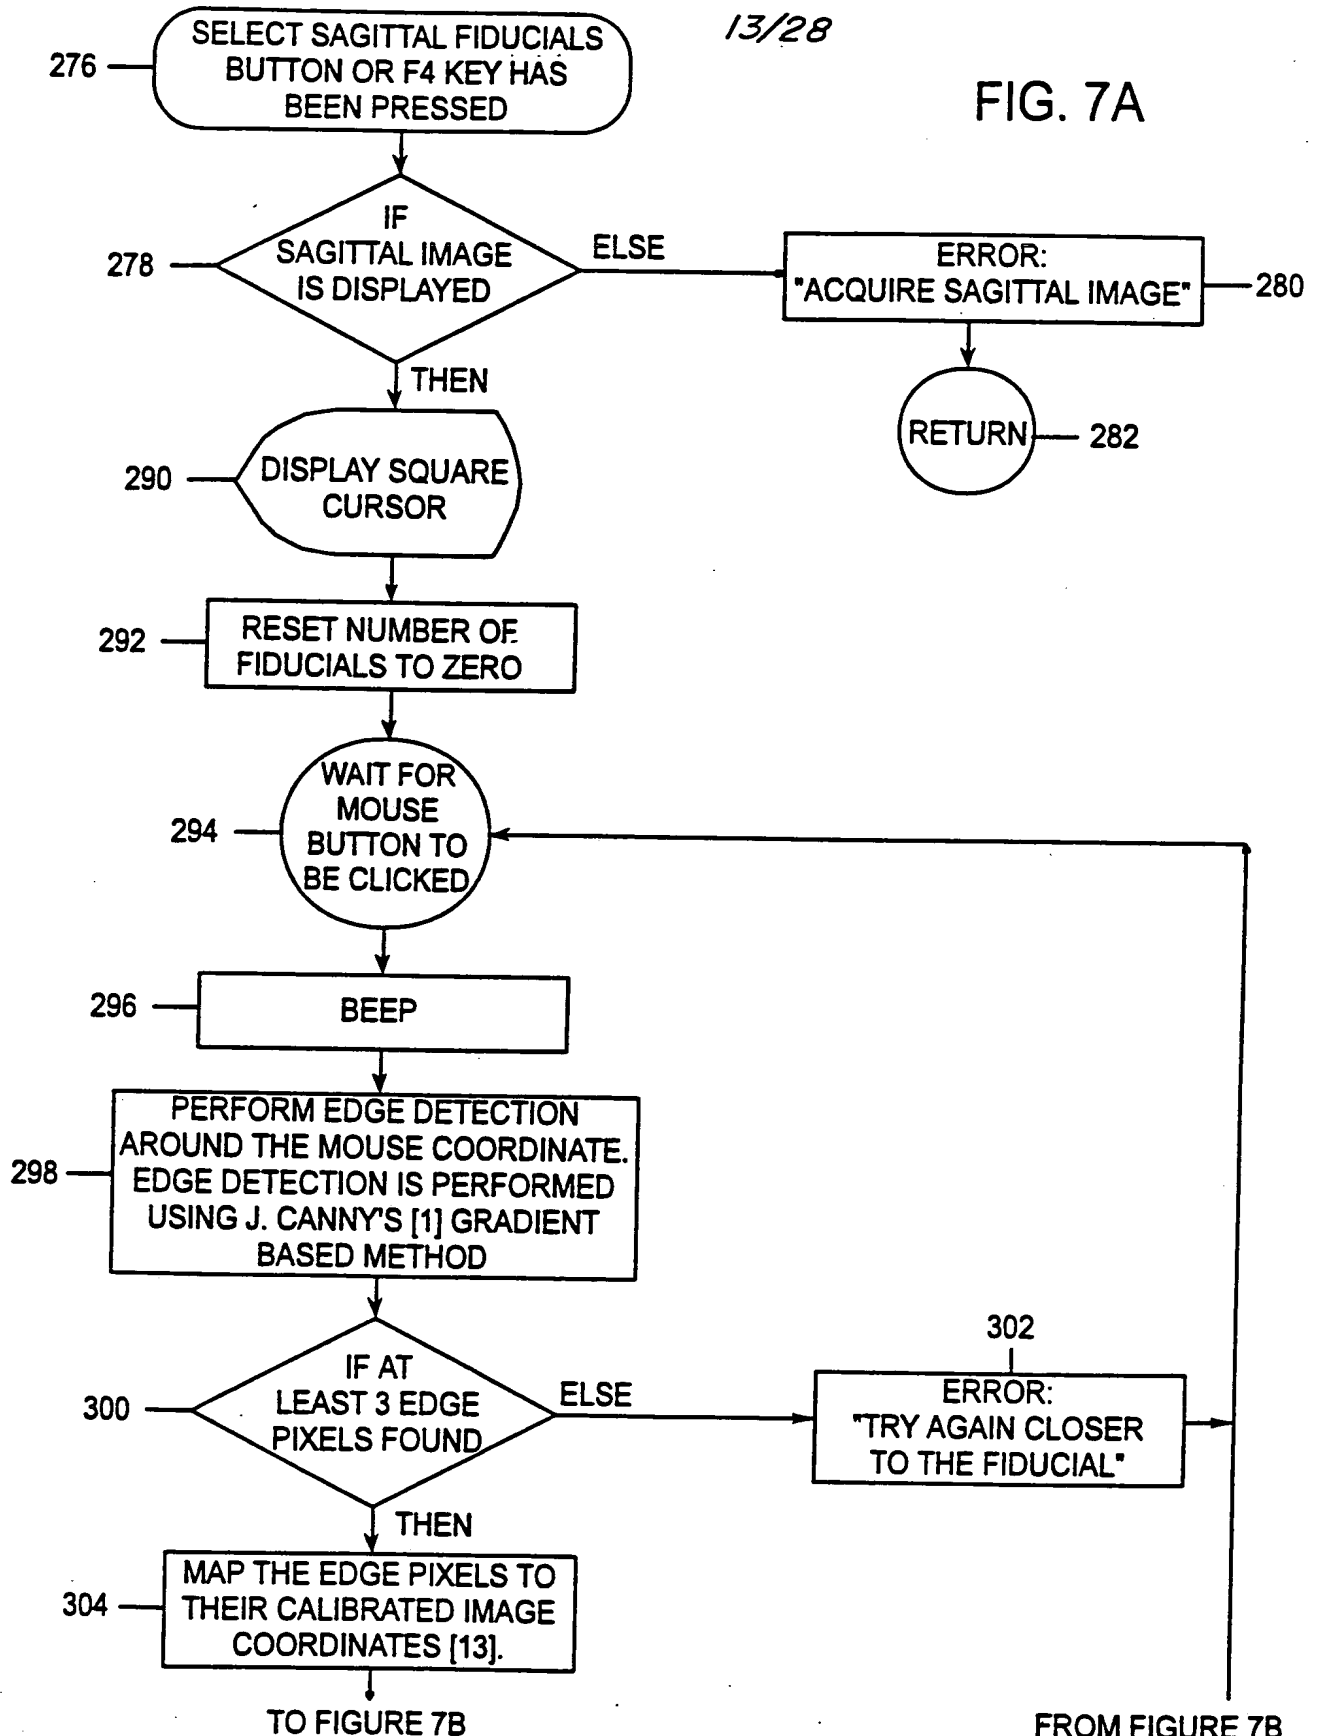 13/28
FIG. 7A
276
SELECT SAGITTAL FIDUCIALS
BUTTON OR F4 KEY HAS
BEEN PRESSED
278
IF
SAGITTAL IMAGE
IS DISPLAYED
ELSE
ERROR:
"ACQUIRE SAGITTAL IMAGE"
280
THEN
RETURN
282
290
DISPLAY SQUARE
CURSOR
292
RESET NUMBER OF
FIDUCIALS TO ZERO
294
WAIT FOR
MOUSE
BUTTON TO
BE CLICKED
296
BEEP
298
PERFORM EDGE DETECTION
AROUND THE MOUSE COORDINATE.
EDGE DETECTION IS PERFORMED
USING J. CANNY'S [1] GRADIENT
BASED METHOD
300
IF AT
LEAST 3 EDGE
PIXELS FOUND
ELSE
302
ERROR:
"TRY AGAIN CLOSER
TO THE FIDUCIAL"
THEN
304
MAP THE EDGE PIXELS TO
THEIR CALIBRATED IMAGE
COORDINATES [13].
TO FIGURE 7B
FROM FIGURE 7B